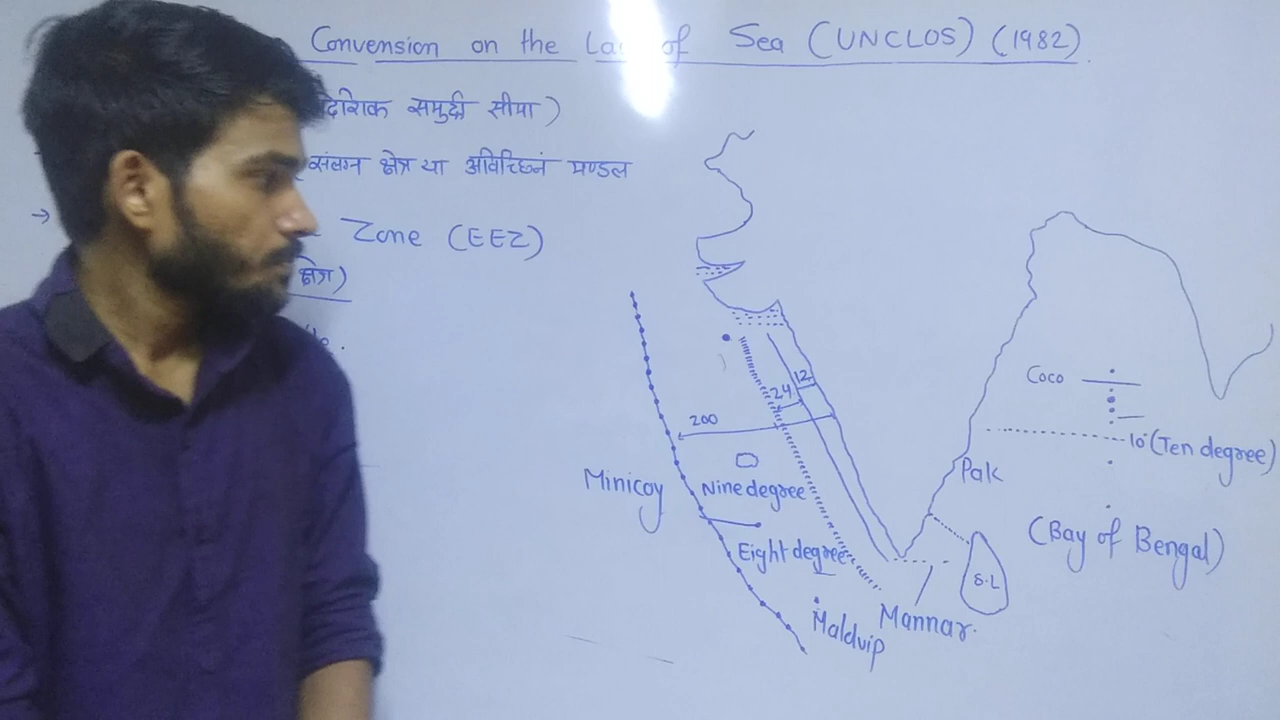 Convension on the La of Sea (UNCLOS) (1982)
देशिक समुद्री सीमा)
संलग्न क्षेत्र या अविच्छिनं मण्डल
→ Zone (EEZ)
क्षेत्र)
12
24
200
Coco
10° (Ten degree)
Pak
Minicoy
Nine degree
(Bay of Bengal)
Eight degree
S.L
Maldvip
Mannar.